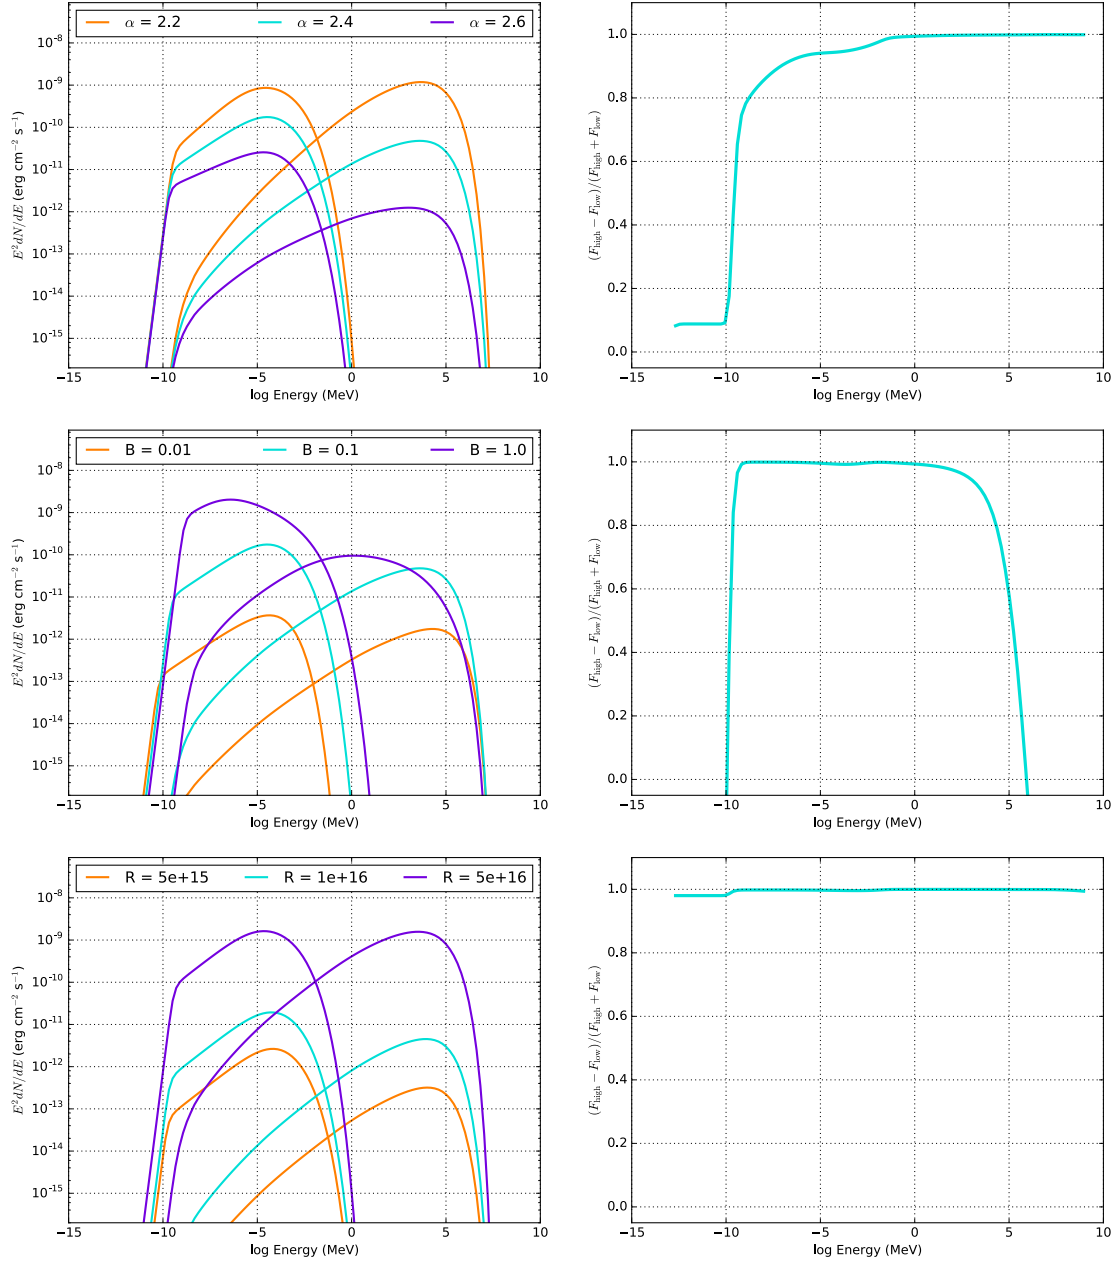 α = 2.2 α = 2.4 α = 2.6
10⁻⁸
10⁻⁹
10⁻¹⁰
10⁻¹¹
10⁻¹²
10⁻¹³
10⁻¹⁴
10⁻¹⁵
E²dN/dE (erg cm⁻² s⁻¹)
−15 −10 −5 0 5 10
log Energy (MeV)
1.0
0.8
0.6
0.4
0.2
0.0
(F_high − F_low)/(F_high + F_low)
−15 −10 −5 0 5 10
log Energy (MeV)
B = 0.01 B = 0.1 B = 1.0
10⁻⁸
10⁻⁹
10⁻¹⁰
10⁻¹¹
10⁻¹²
10⁻¹³
10⁻¹⁴
10⁻¹⁵
E²dN/dE (erg cm⁻² s⁻¹)
−15 −10 −5 0 5 10
log Energy (MeV)
1.0
0.8
0.6
0.4
0.2
0.0
(F_high − F_low)/(F_high + F_low)
−15 −10 −5 0 5 10
log Energy (MeV)
R = 5e+15 R = 1e+16 R = 5e+16
10⁻⁸
10⁻⁹
10⁻¹⁰
10⁻¹¹
10⁻¹²
10⁻¹³
10⁻¹⁴
10⁻¹⁵
E²dN/dE (erg cm⁻² s⁻¹)
−15 −10 −5 0 5 10
log Energy (MeV)
1.0
0.8
0.6
0.4
0.2
0.0
(F_high − F_low)/(F_high + F_low)
−15 −10 −5 0 5 10
log Energy (MeV)